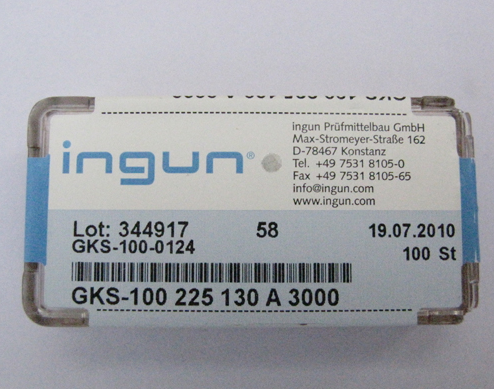 ingun®
ingun Prüfmittelbau GmbH
Max-Stromeyer-Straße 162
D-78467 Konstanz
Tel. +49 7531 8105-0
Fax +49 7531 8105-65
info@ingun.com
www.ingun.com
Lot: 344917 58 19.07.2010
GKS-100-0124 100 St
GKS-100 225 130 A 3000